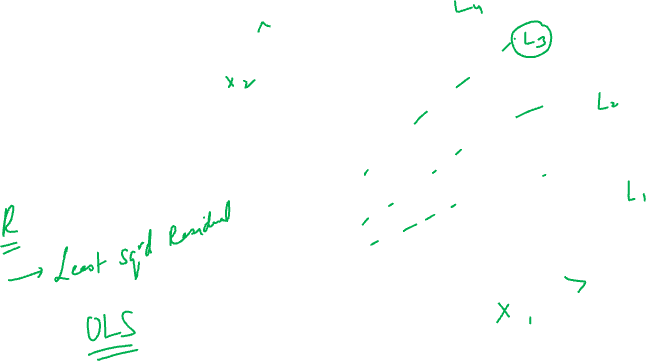 L4
L3
X2
L2
L1
R
→ Least Sq'd Residual
X1
OLS